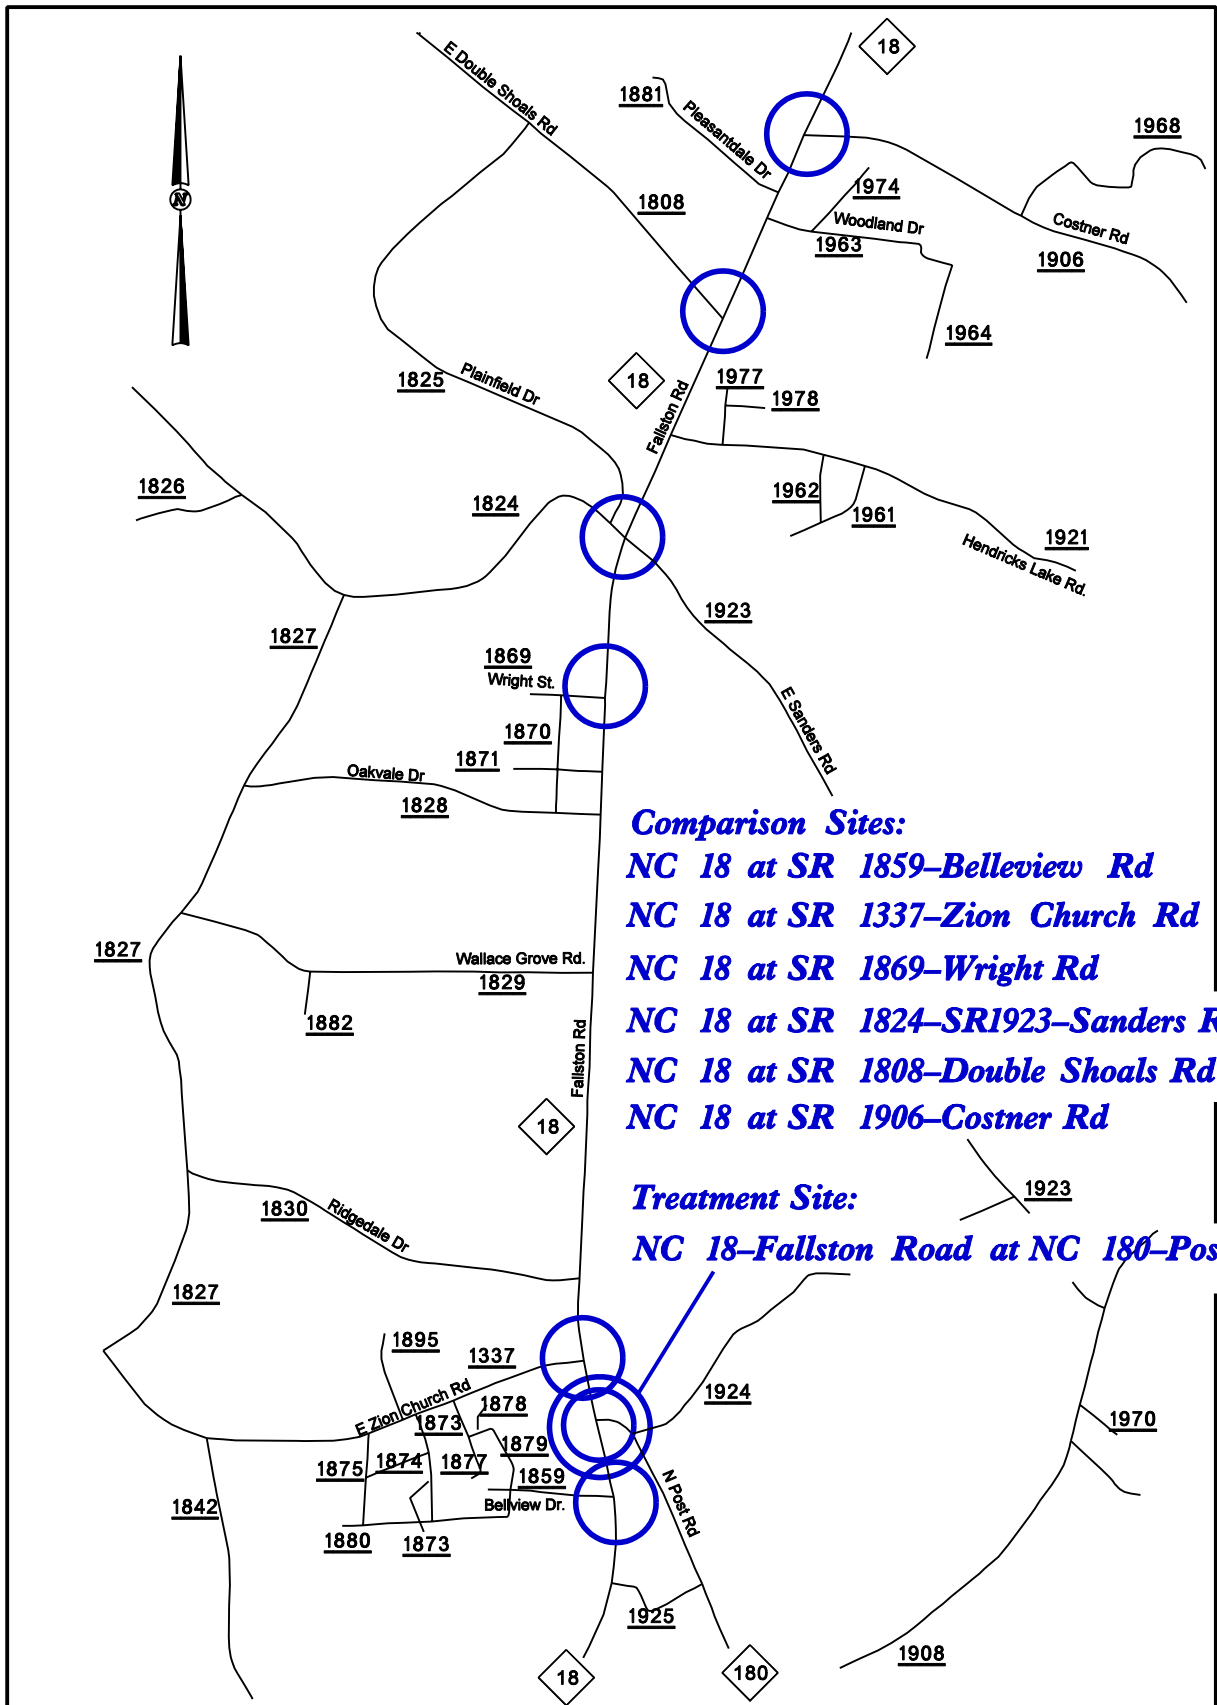 18
E Double Shoals Rd
1881
Pleasantdale Dr
1968
1974
1808
Woodland Dr
1963
Costner Rd
1906
N
1964
18
1977
1825
Plainfield Dr
1978
Fallston Rd
1826
1824
1962
1961
1921
Hendricks Lake Rd.
1923
1827
1869
Wright St.
E Sanders Rd
1870
1871
Oakvale Dr
1828
Comparison Sites:
NC 18 at SR 1859–Belleview Rd
NC 18 at SR 1337–Zion Church Rd
1827
Wallace Grove Rd.
NC 18 at SR 1869–Wright Rd
1829
1882
NC 18 at SR 1824–SR1923–Sanders R
Fallston Rd
NC 18 at SR 1808–Double Shoals Rd
18
NC 18 at SR 1906–Costner Rd
1923
Treatment Site:
1830
Ridgedale Dr
NC 18–Fallston Road at NC 180–Pos
1827
1895
1337
1924
E Zion Church Rd
1878
1873
1970
1879
1875
1874
1877
1859
N Post Rd
1842
Bellview Dr.
1880
1873
1925
1908
18
180